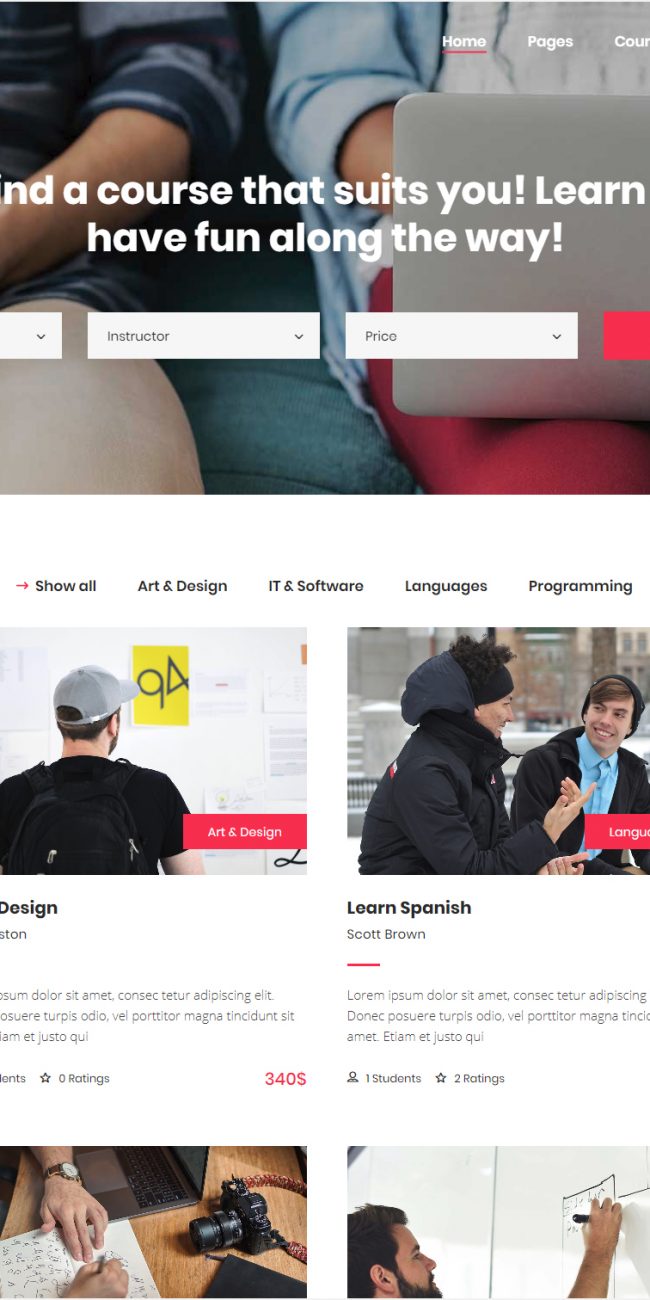 Home Pages Cour
ind a course that suits you! Learn
have fun along the way!
Instructor Price
→ Show all Art & Design IT & Software Languages Programming
Art & Design
Langua
Design
Learn Spanish
ston
Scott Brown
psum dolor sit amet, consec tetur adipiscing elit.
posuere turpis odio, vel porttitor magna tincidunt sit
iam et justo qui
Lorem ipsum dolor sit amet, consec tetur adipiscing
Donec posuere turpis odio, vel porttitor magna tincid
amet. Etiam et justo qui
dents 0 Ratings 340$
1 Students 2 Ratings